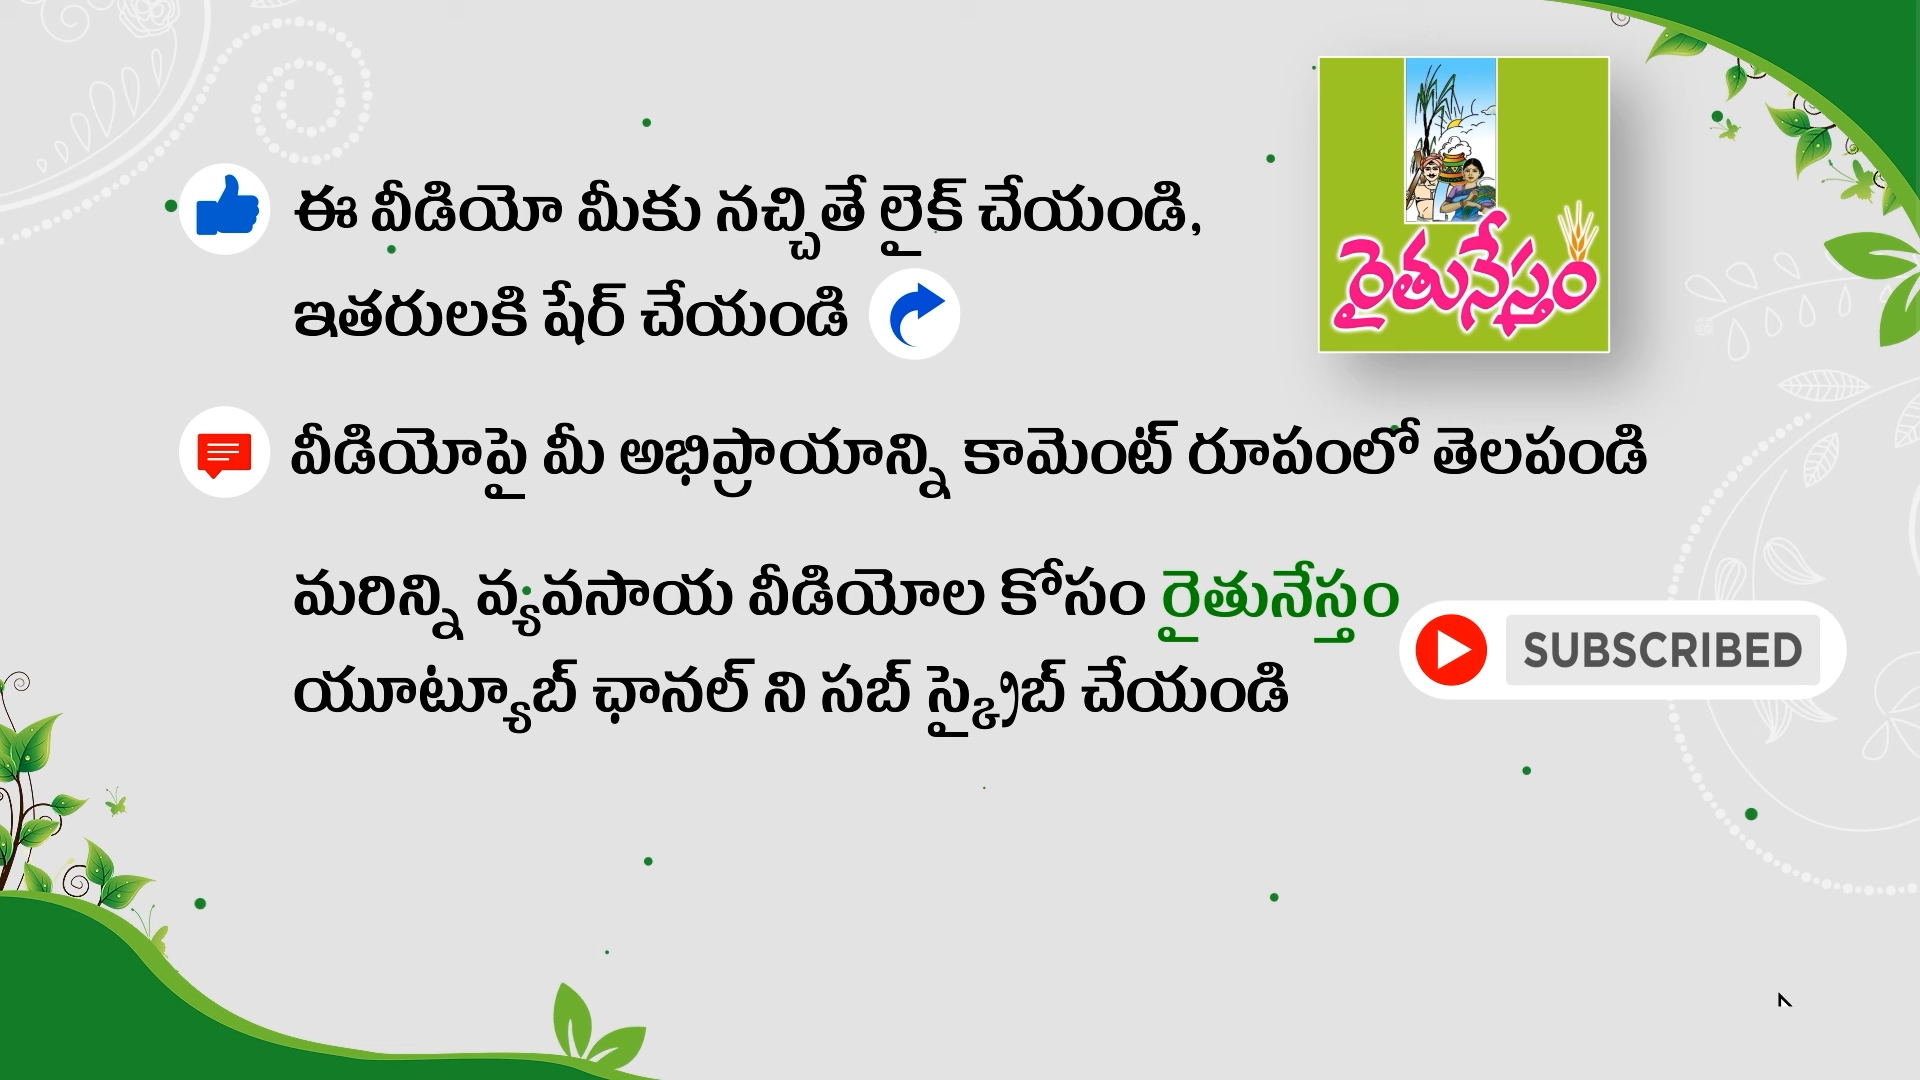 రైతునేస్తం
ఈ వీడియో మీకు నచ్చితే లైక్ చేయండి,
ఇతరులకి షేర్ చేయండి
వీడియోపై మీ అభిప్రాయాన్ని కామెంట్ రూపంలో తెలపండి
మరిన్ని వ్యవసాయ వీడియోల కోసం రైతునేస్తం
యూట్యూబ్ ఛానల్ ని సబ్ స్క్రైబ్ చేయండి
SUBSCRIBED